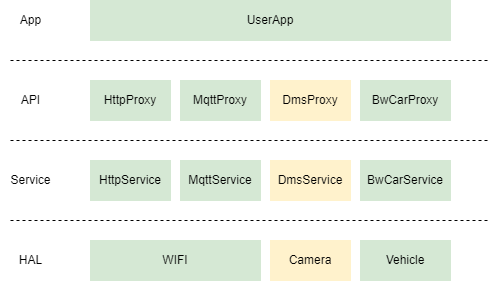 App UserApp
API HttpProxy MqttProxy DmsProxy BwCarProxy
Service HttpService MqttService DmsService BwCarService
HAL WIFI Camera Vehicle